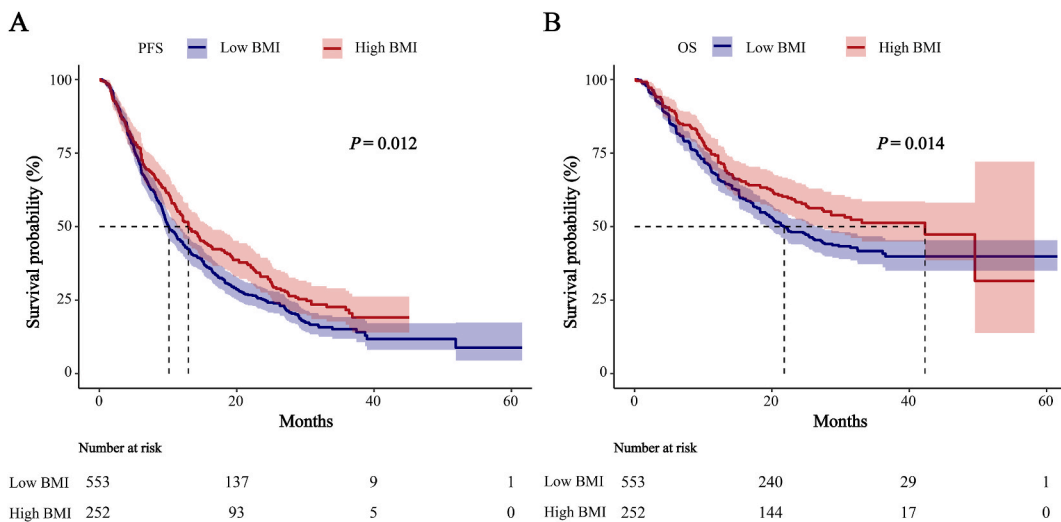 A
PFS Low BMI High BMI
Survival probability (%)
100
75
50
25
0
P = 0.012
0 20 40 60
Months
Number at risk
Low BMI 553 137 9 1
High BMI 252 93 5 0
B
OS Low BMI High BMI
Survival probability (%)
100
75
50
25
0
P = 0.014
0 20 40 60
Months
Number at risk
Low BMI 553 240 29 1
High BMI 252 144 17 0